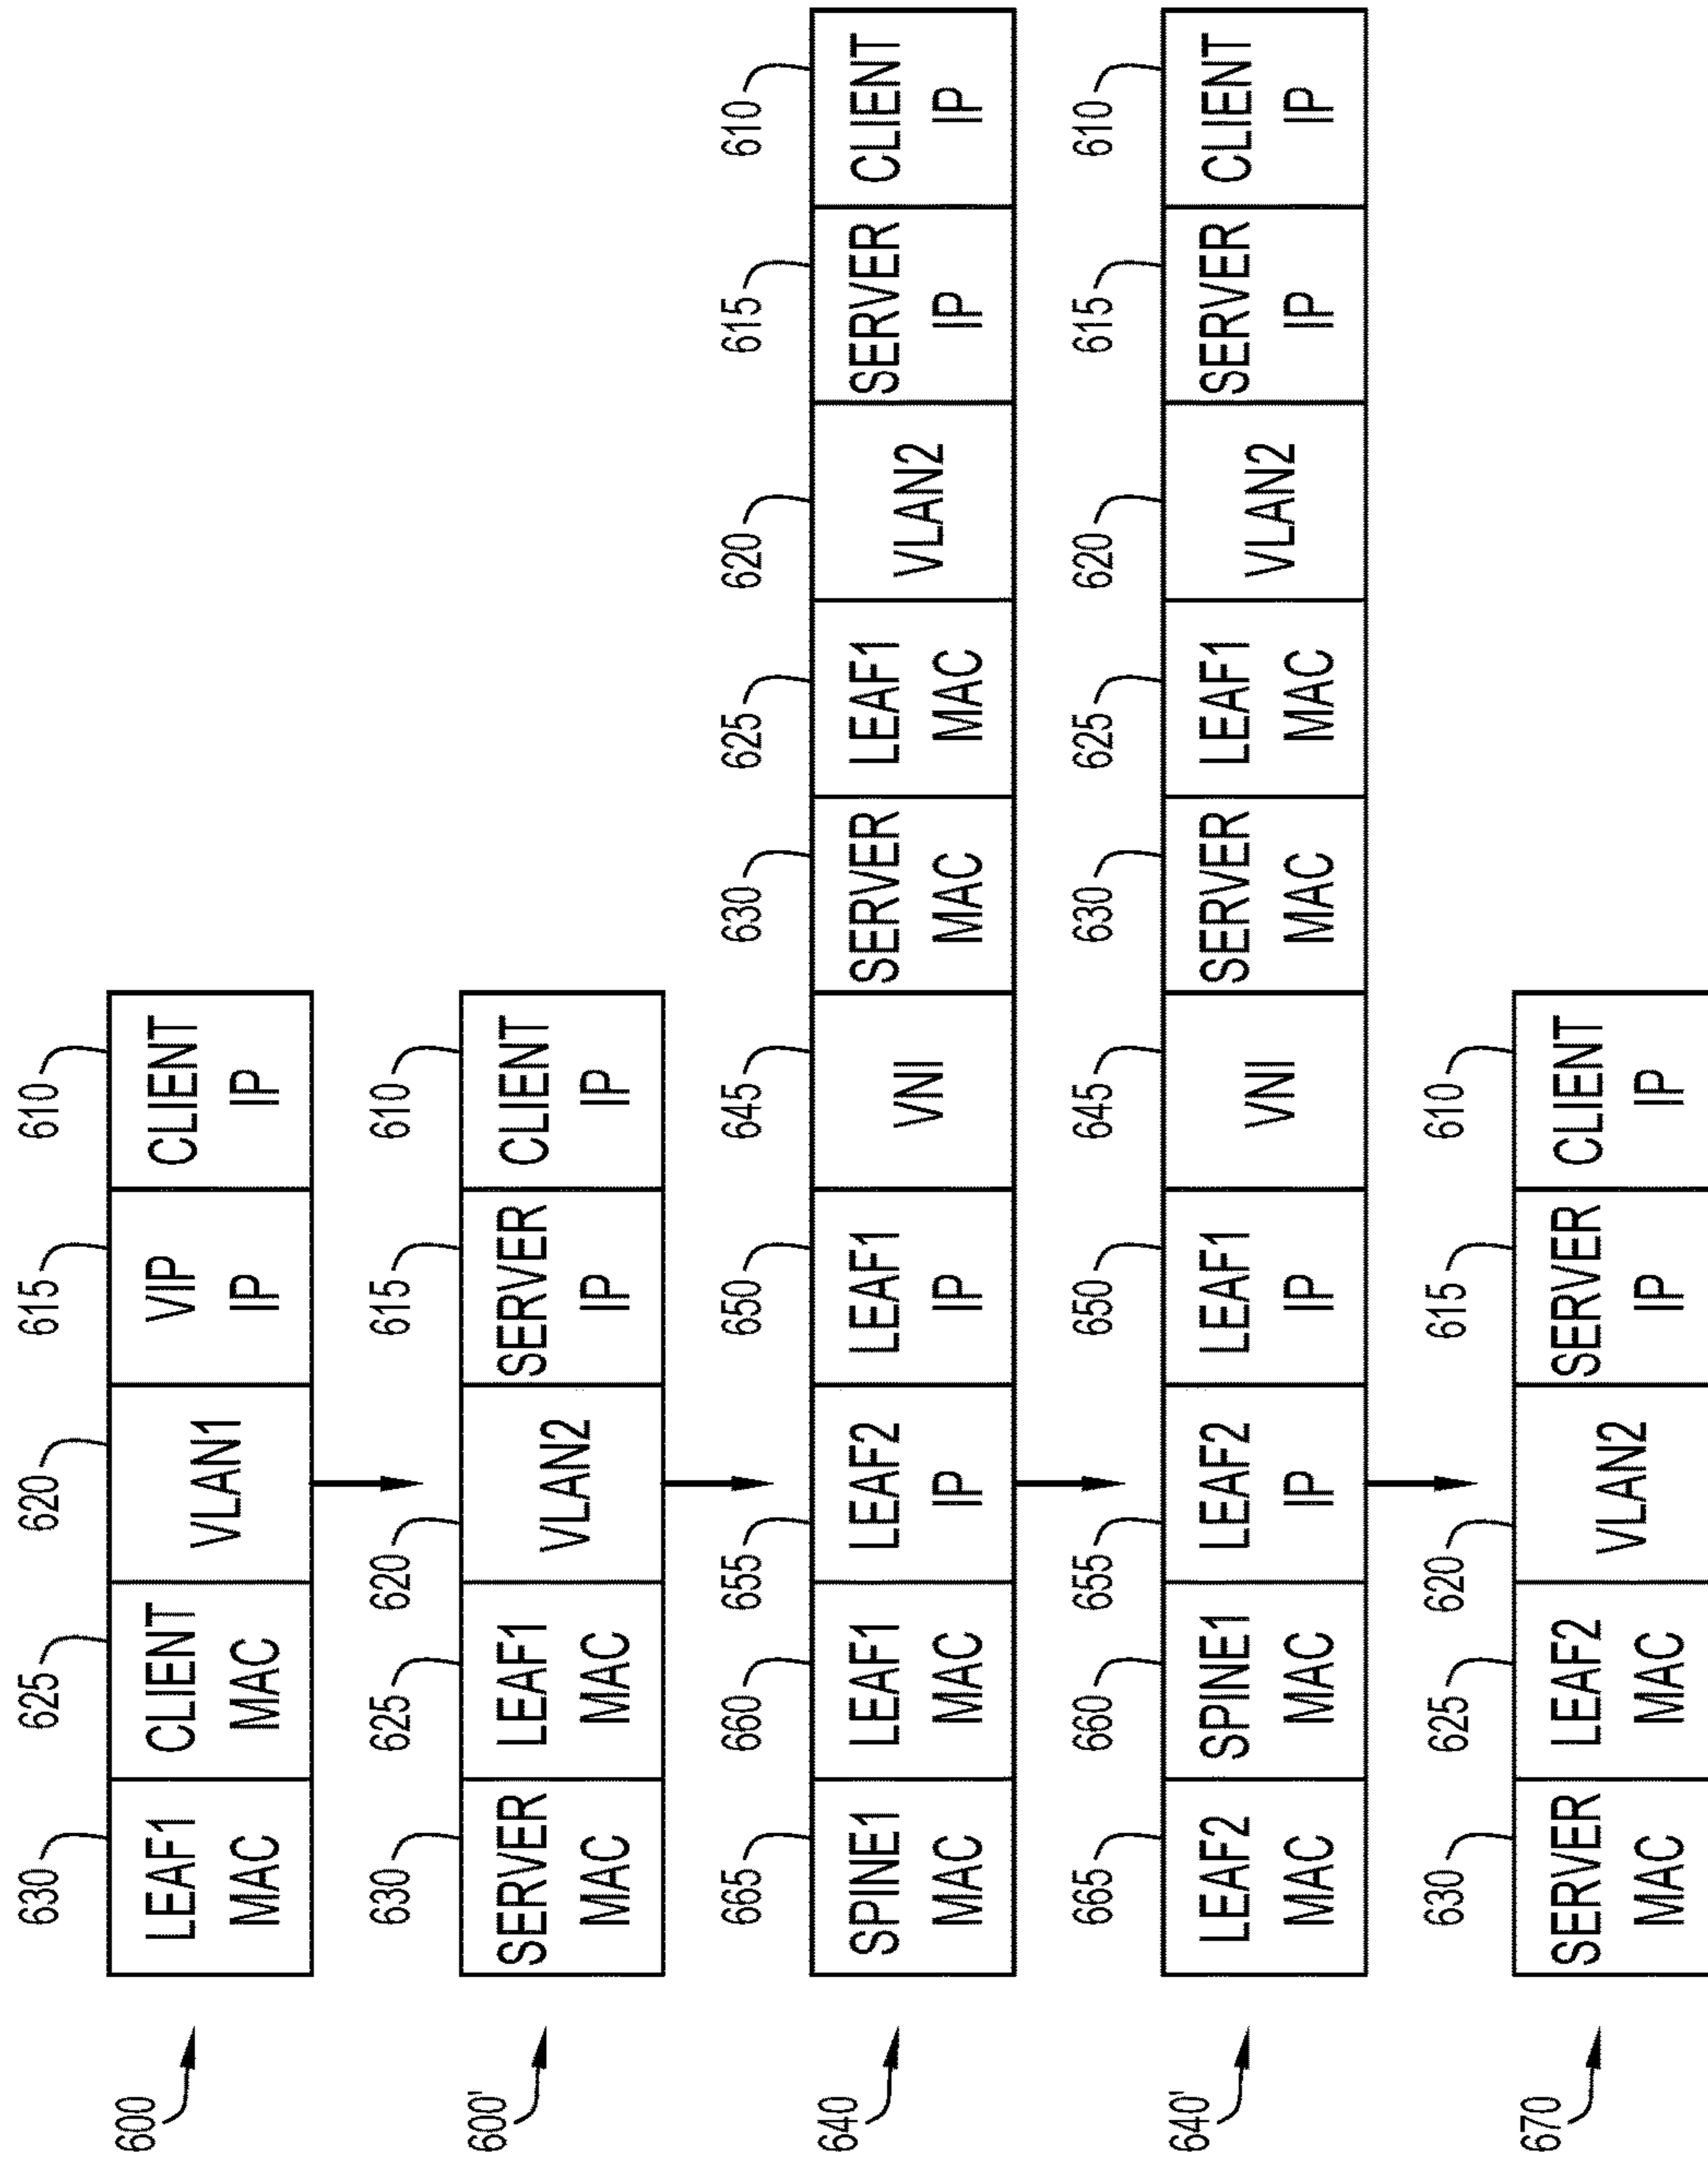 600
630
625
620
615
610
LEAF1
MAC
CLIENT
MAC
VLAN1
VIP
IP
CLIENT
IP
600'
630
625
620
615
610
SERVER
MAC
LEAF1
MAC
VLAN2
SERVER
IP
CLIENT
IP
640
665
660
655
650
645
630
625
620
615
610
SPINE1
MAC
LEAF1
MAC
LEAF2
IP
LEAF1
IP
VNI
SERVER
MAC
LEAF1
MAC
VLAN2
SERVER
IP
CLIENT
IP
640'
665
660
655
650
645
630
625
620
615
610
LEAF2
MAC
SPINE1
MAC
LEAF2
IP
LEAF1
IP
VNI
SERVER
MAC
LEAF1
MAC
VLAN2
SERVER
IP
CLIENT
IP
670
630
625
620
615
610
SERVER
MAC
LEAF2
MAC
VLAN2
SERVER
IP
CLIENT
IP